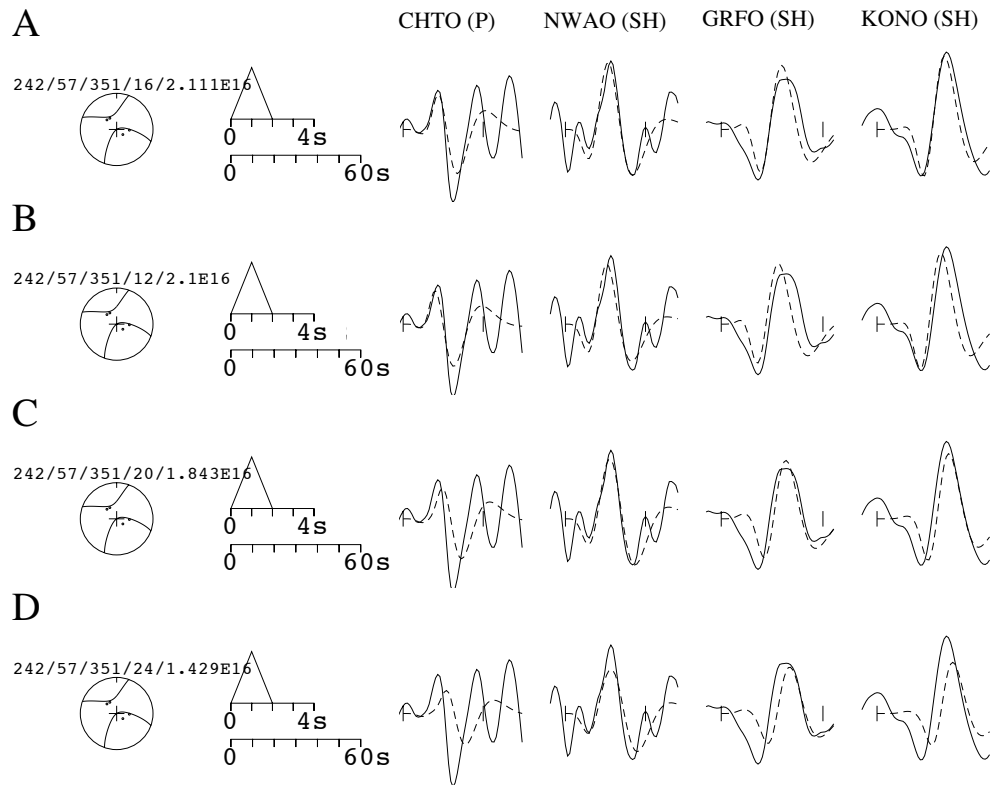 A
CHTO (P) NWAO (SH) GRFO (SH) KONO (SH)
242/57/351/16/2.111E16
0 4s
0 60s
B
242/57/351/12/2.1E16
0 4s
0 60s
C
242/57/351/20/1.843E16
0 4s
0 60s
D
242/57/351/24/1.429E16
0 4s
0 60s